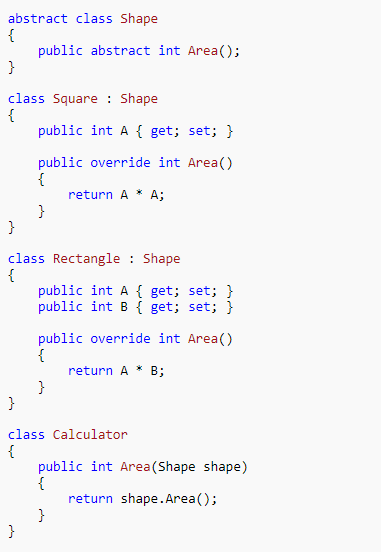 abstract class Shape
{
    public abstract int Area();
}
class Square : Shape
{
    public int A { get; set; }
    public override int Area()
    {
        return A * A;
    }
}
class Rectangle : Shape
{
    public int A { get; set; }
    public int B { get; set; }
    public override int Area()
    {
        return A * B;
    }
}
class Calculator
{
    public int Area(Shape shape)
    {
        return shape.Area();
    }
}